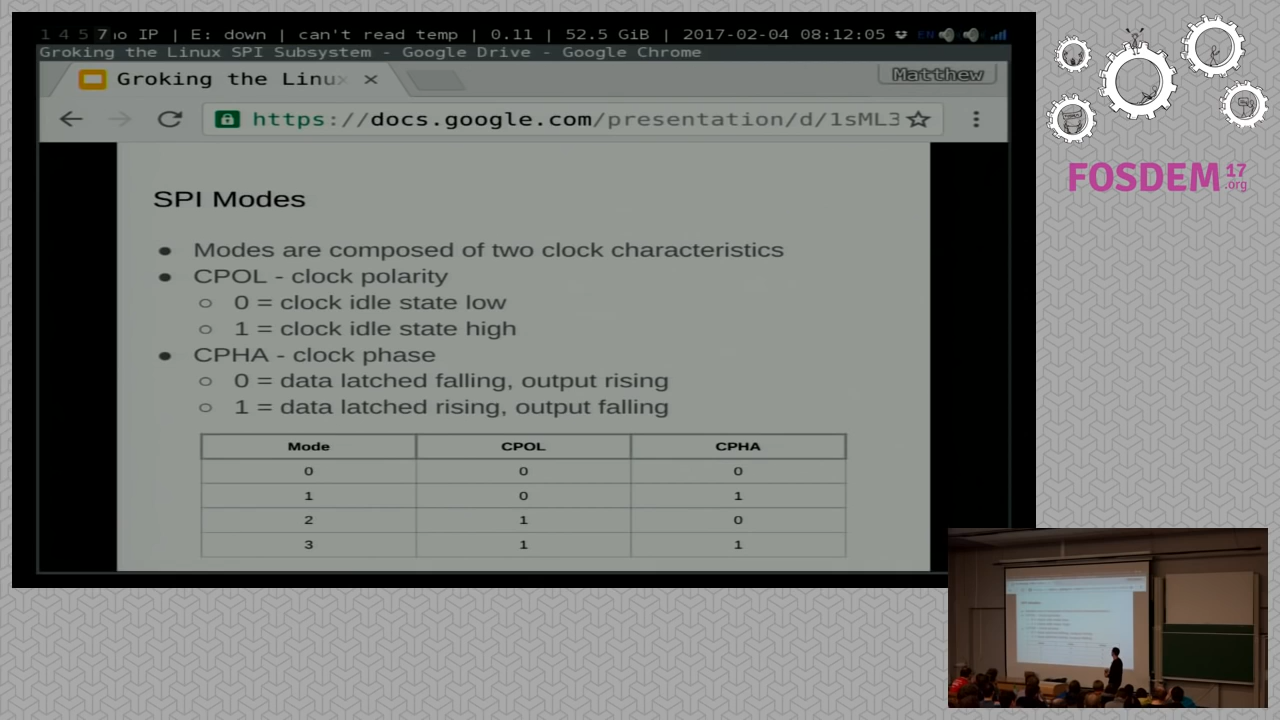 1 4 5 7 no IP | E: down | can't read temp | 0.11 | 52.5 GiB | 2017-02-04 08:12:05 EN
Groking the Linux SPI Subsystem - Google Drive - Google Chrome
Groking the Linux
Matthew
https://docs.google.com/presentation/d/1sML3
SPI Modes
Modes are composed of two clock characteristics
CPOL - clock polarity
0 = clock idle state low
1 = clock idle state high
CPHA - clock phase
0 = data latched falling, output rising
1 = data latched rising, output falling
Mode CPOL CPHA
0 0 0
1 0 1
2 1 0
3 1 1
FOSDEM 17 .org